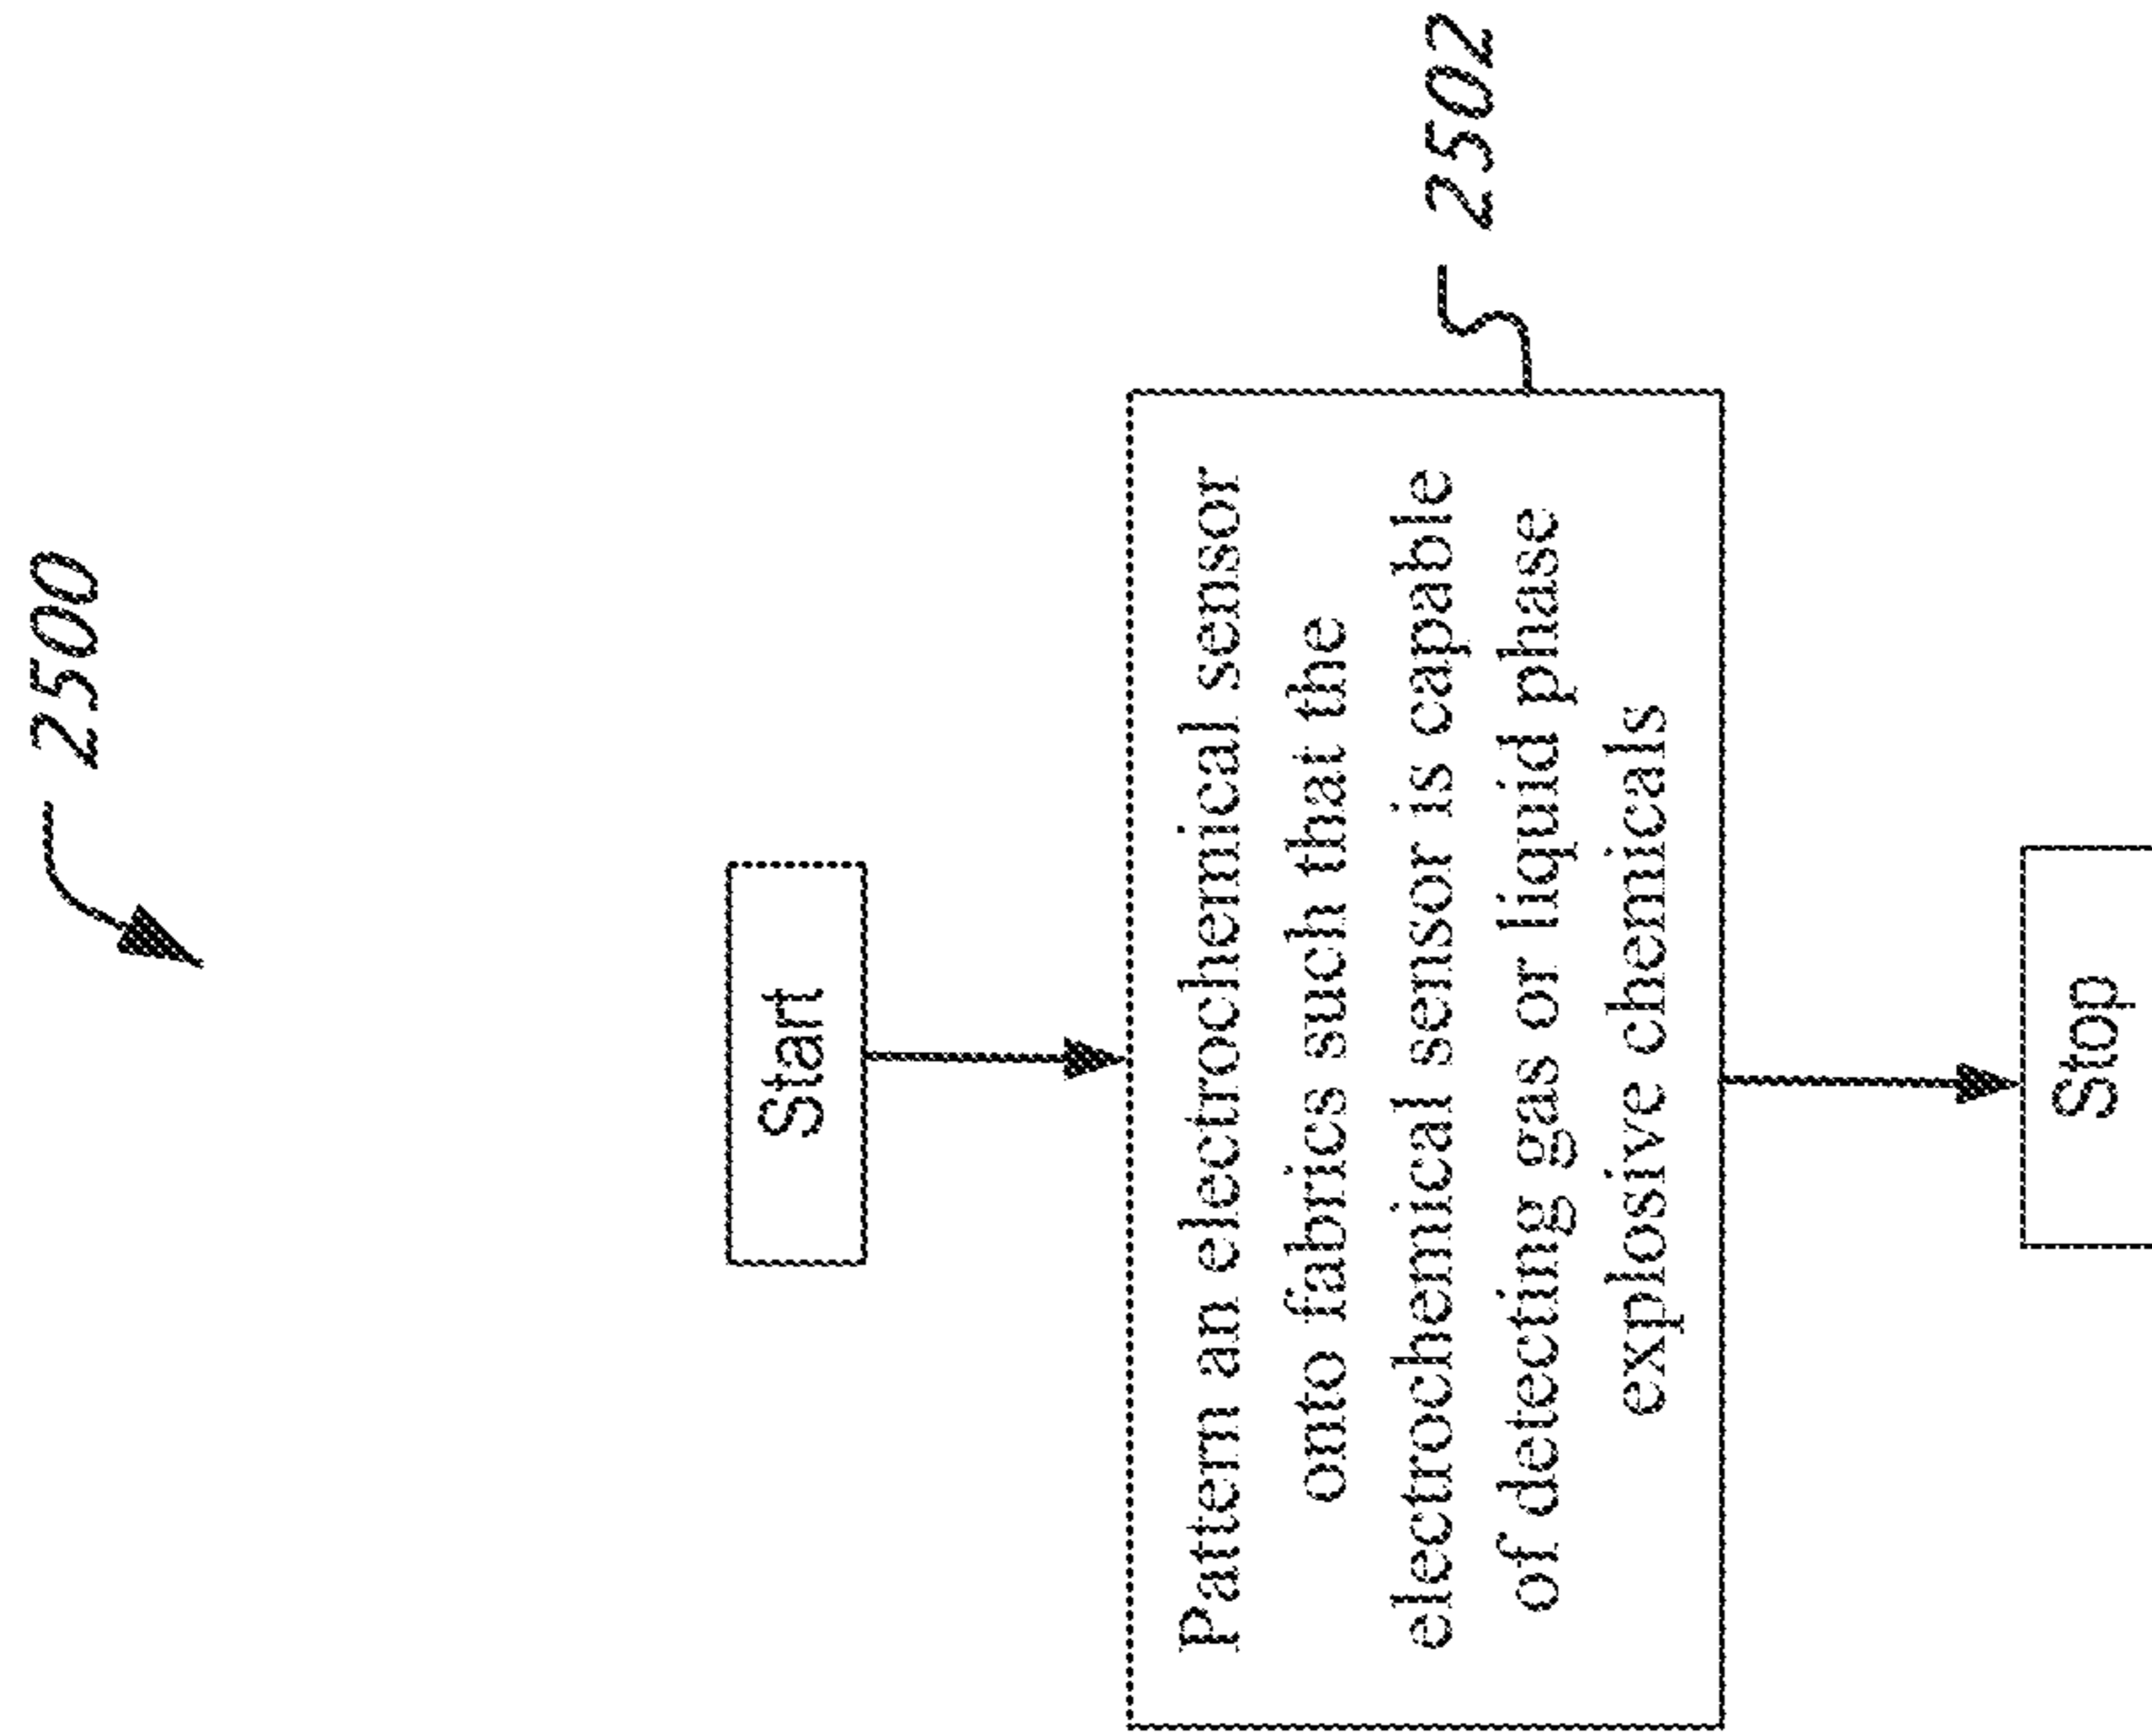 2500
Start
Pattern an electrochemical sensor
onto fabrics such that the
electrochemical sensor is capable
of detecting gas or liquid phase
explosive chemicals
2502
Stop